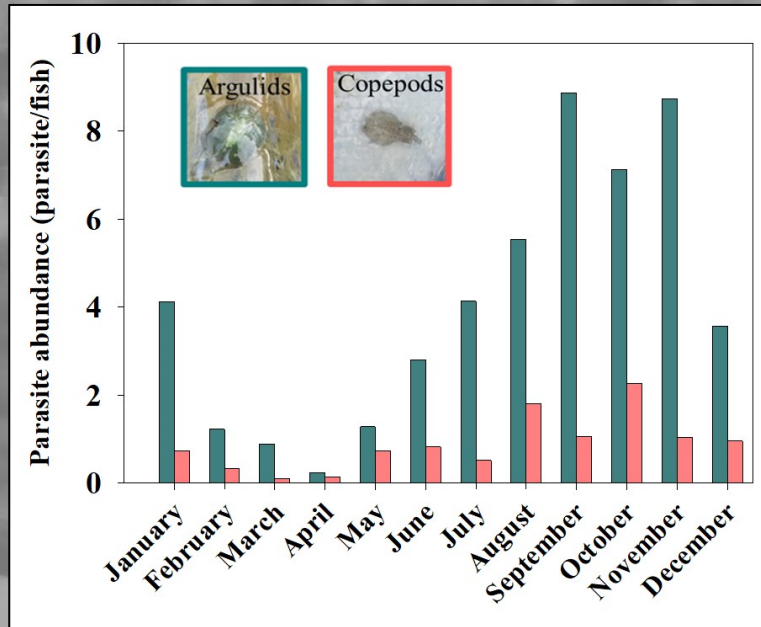 Parasite abundance (parasite/fish)
10
8
6
4
2
0
Argulids
Copepods
January
February
March
April
May
June
July
August
September
October
November
December